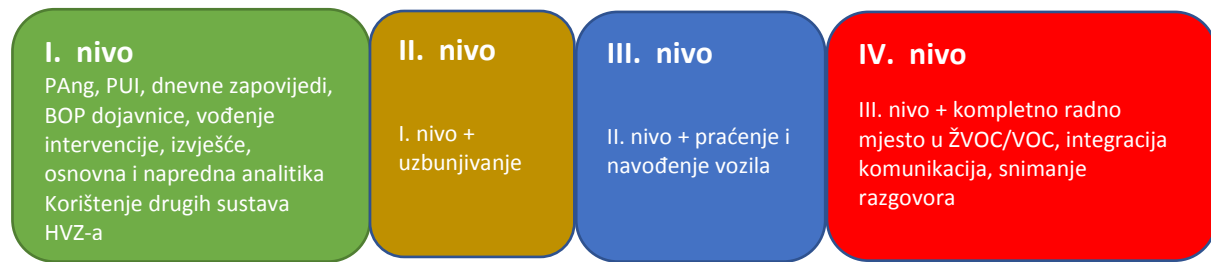 I. nivo
PAng, PUI, dnevne zapovijedi,
BOP dojavnice, vođenje
intervencije, izvješće,
osnovna i napredna analitika
Korištenje drugih sustava
HVZ-a
II. nivo
I. nivo +
uzbunjivanje
III. nivo
II. nivo + praćenje i
navođenje vozila
IV. nivo
III. nivo + kompletno radno
mjesto u ŽVOC/VOC, integracija
komunikacija, snimanje
razgovora